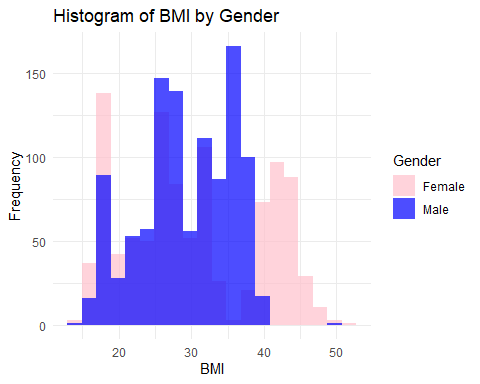 Histogram of BMI by Gender
Frequency
150
100
50
0
20 30 40 50
BMI
Gender
Female
Male